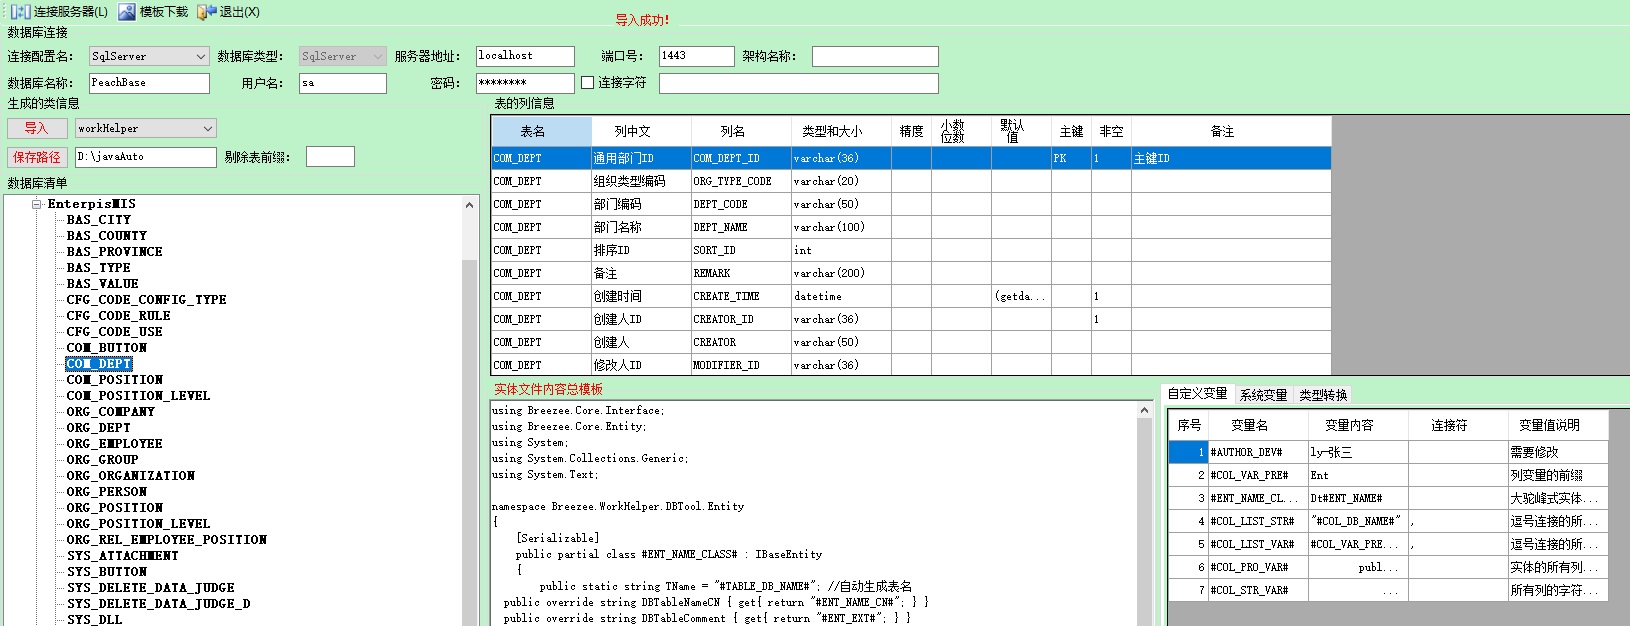 连接服务器(L) 模板下载 退出(X)
导入成功!
数据库连接
连接配置名: SqlServer 数据库类型: SqlServer 服务器地址: localhost 端口号: 1443 架构名称:
数据库名称: PeachBase 用户名: sa 密码: ******** 连接字符
生成的类信息
导入 workHelper
保存路径 D:\javaAuto 剔除表前缀:
数据库清单
EnterpisMIS
BAS_CITY
BAS_COUNTY
BAS_PROVINCE
BAS_TYPE
BAS_VALUE
CFG_CODE_CONFIG_TYPE
CFG_CODE_RULE
CFG_CODE_USE
COM_BUTTON
COM_DEPT
COM_POSITION
COM_POSITION_LEVEL
ORG_COMPANY
ORG_DEPT
ORG_EMPLOYEE
ORG_GROUP
ORG_ORGANIZATION
ORG_PERSON
ORG_POSITION
ORG_POSITION_LEVEL
ORG_REL_EMPLOYEE_POSITION
SYS_ATTACHMENT
SYS_BUTTON
SYS_DELETE_DATA_JUDGE
SYS_DELETE_DATA_JUDGE_D
SYS_DLL
表的列信息
表名 列中文 列名 类型和大小 精度 小数位数 默认值 主键 非空 备注
COM_DEPT 通用部门ID COM_DEPT_ID varchar(36) PK 1 主键ID
COM_DEPT 组织类型编码 ORG_TYPE_CODE varchar(20)
COM_DEPT 部门编码 DEPT_CODE varchar(50)
COM_DEPT 部门名称 DEPT_NAME varchar(100)
COM_DEPT 排序ID SORT_ID int
COM_DEPT 备注 REMARK varchar(200)
COM_DEPT 创建时间 CREATE_TIME datetime (getda... 1
COM_DEPT 创建人ID CREATOR_ID varchar(36) 1
COM_DEPT 创建人 CREATOR varchar(50)
COM_DEPT 修改人ID MODIFIER_ID varchar(36)
实体文件内容总模板
using Breezee.Core.Interface;
using Breezee.Core.Entity;
using System;
using System.Collections.Generic;
using System.Text;
namespace Breezee.WorkHelper.DBTool.Entity
{
[Serializable]
public partial class #ENT_NAME_CLASS# : IBaseEntity
{
public static string TName = "#TABLE_DB_NAME#"; //自动生成表名
public override string DBTableNameCN { get{ return "#ENT_NAME_CN#"; } }
public override string DBTableComment { get{ return "#ENT_EXT#"; } }
自定义变量 系统变量 类型转换
序号 变量名 变量内容 连接符 变量值说明
1 #AUTHOR_DEV# ly-张三 需要修改
2 #COL_VAR_PRE# Ent 列变量的前缀
3 #ENT_NAME_CL... Dt#ENT_NAME# 大驼峰式实体...
4 #COL_LIST_STR# "#COL_DB_NAME#" , 逗号连接的所...
5 #COL_LIST_VAR# #COL_VAR_PRE... , 逗号连接的所...
6 #COL_PRO_VAR# publ... 实体的所有列...
7 #COL_STR_VAR# ... 所有列的字符...